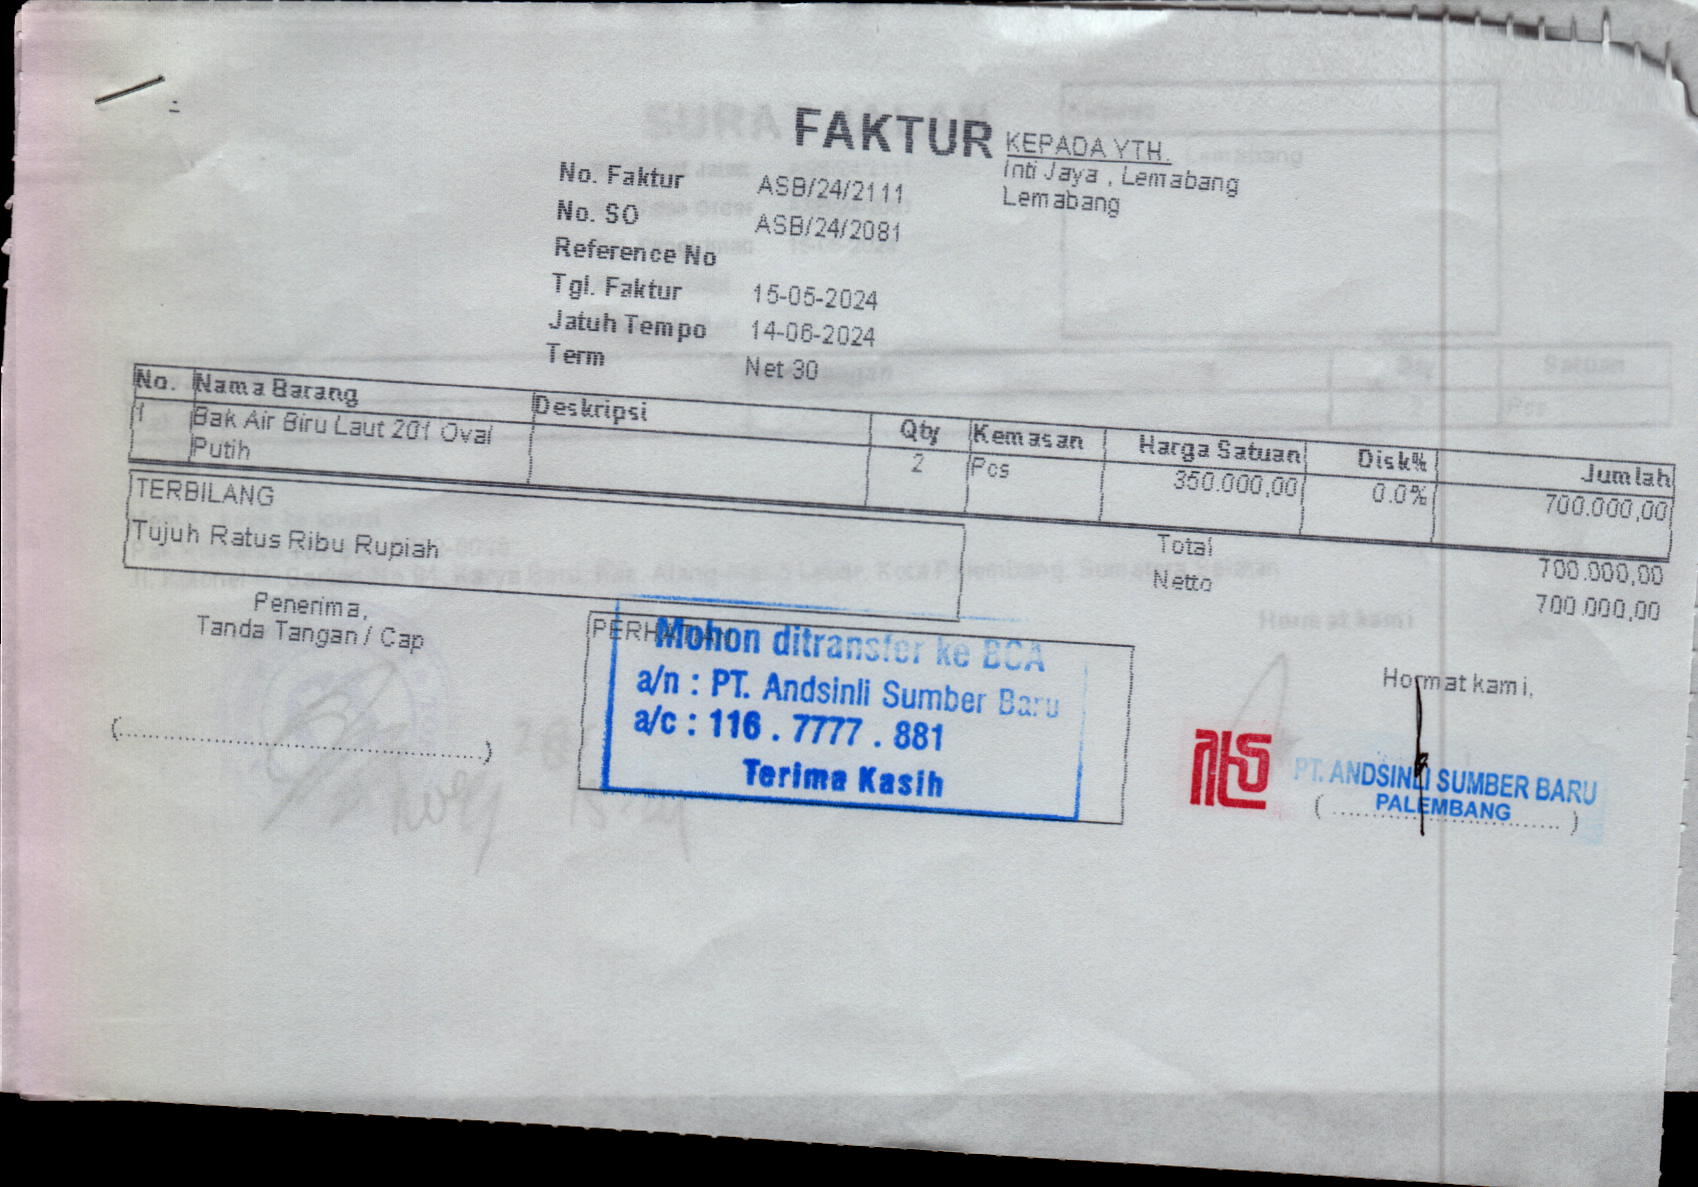 FAKTUR
KEPADA YTH.
Inti Jaya , Lemabang
Lemabang
No. Faktur ASB/24/2111
No. SO ASB/24/2081
Reference No
Tgl. Faktur 15-05-2024
Jatuh Tempo 14-06-2024
Term Net 30
No. Nama Barang Deskripsi Qty Kemasan Harga Satuan Disk% Jumlah
1 Bak Air Biru Laut 201 Oval 2 Pcs 350.000,00 0.0% 700.000,00
Putih
TERBILANG
Tujuh Ratus Ribu Rupiah
Total 700.000,00
Netto 700.000,00
Penerima,
Tanda Tangan / Cap
(............................................................)
PERHATIAN
Mohon ditransfer ke BCA
a/n : PT. Andsinli Sumber Baru
a/c : 116 . 7777 . 881
Terima Kasih
Hormat kami,
PT. ANDSINLI SUMBER BARU
PALEMBANG
( ........................................ )